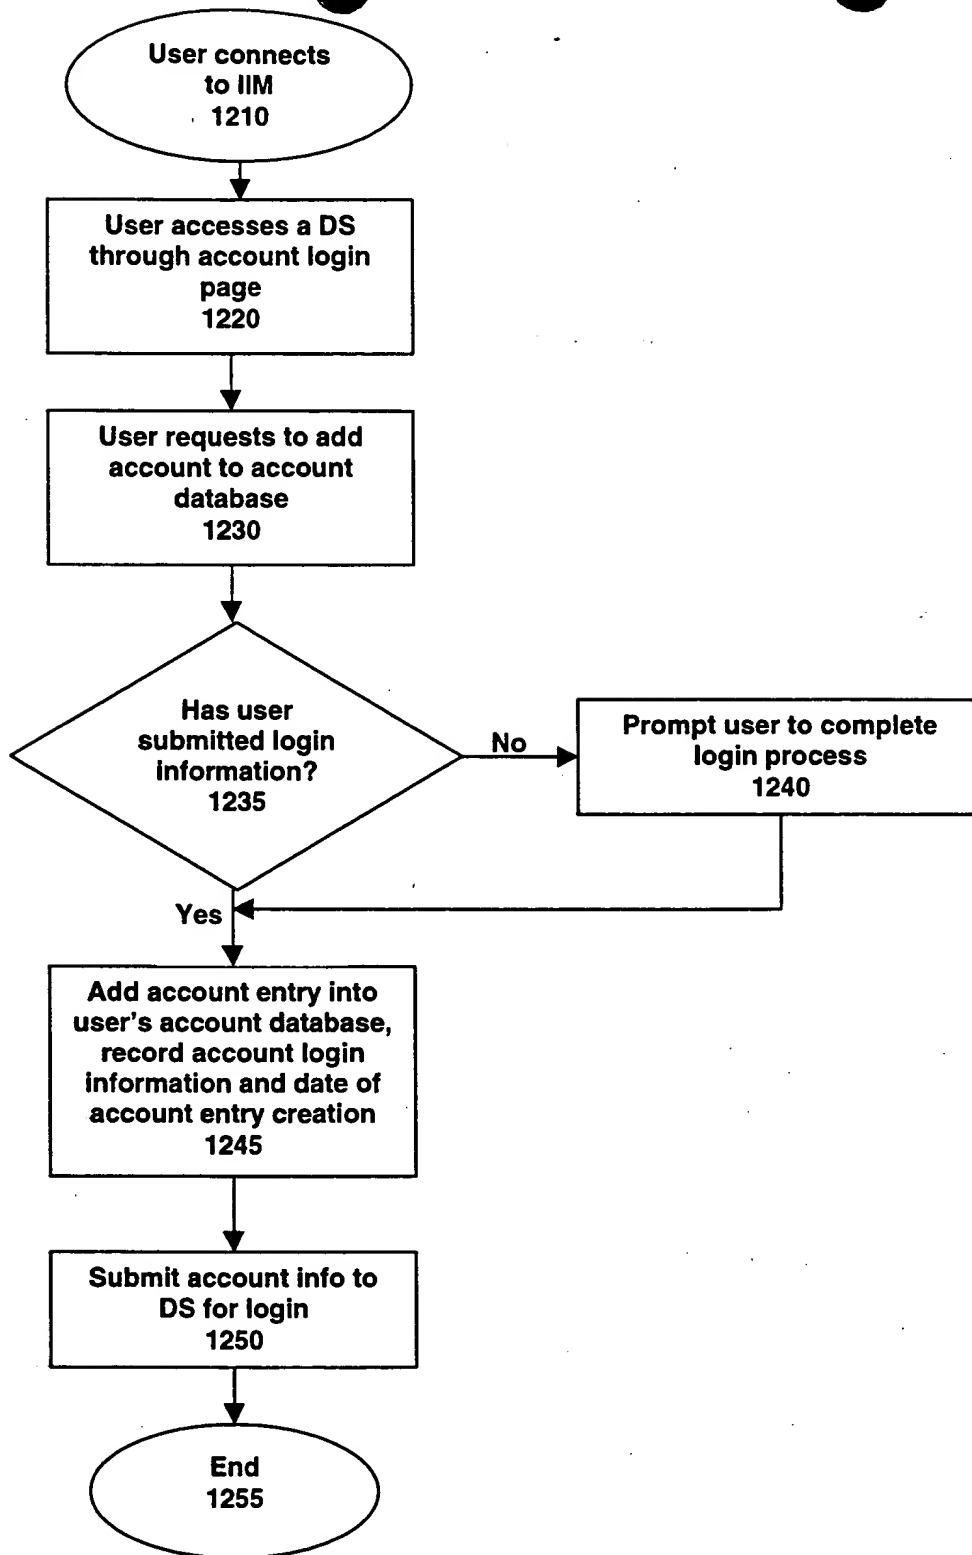 User connects
to IIM
1210
User accesses a DS
through account login
page
1220
User requests to add
account to account
database
1230
Has user
submitted login
information?
1235
No
Prompt user to complete
login process
1240
Yes
Add account entry into
user's account database,
record account login
information and date of
account entry creation
1245
Submit account info to
DS for login
1250
End
1255